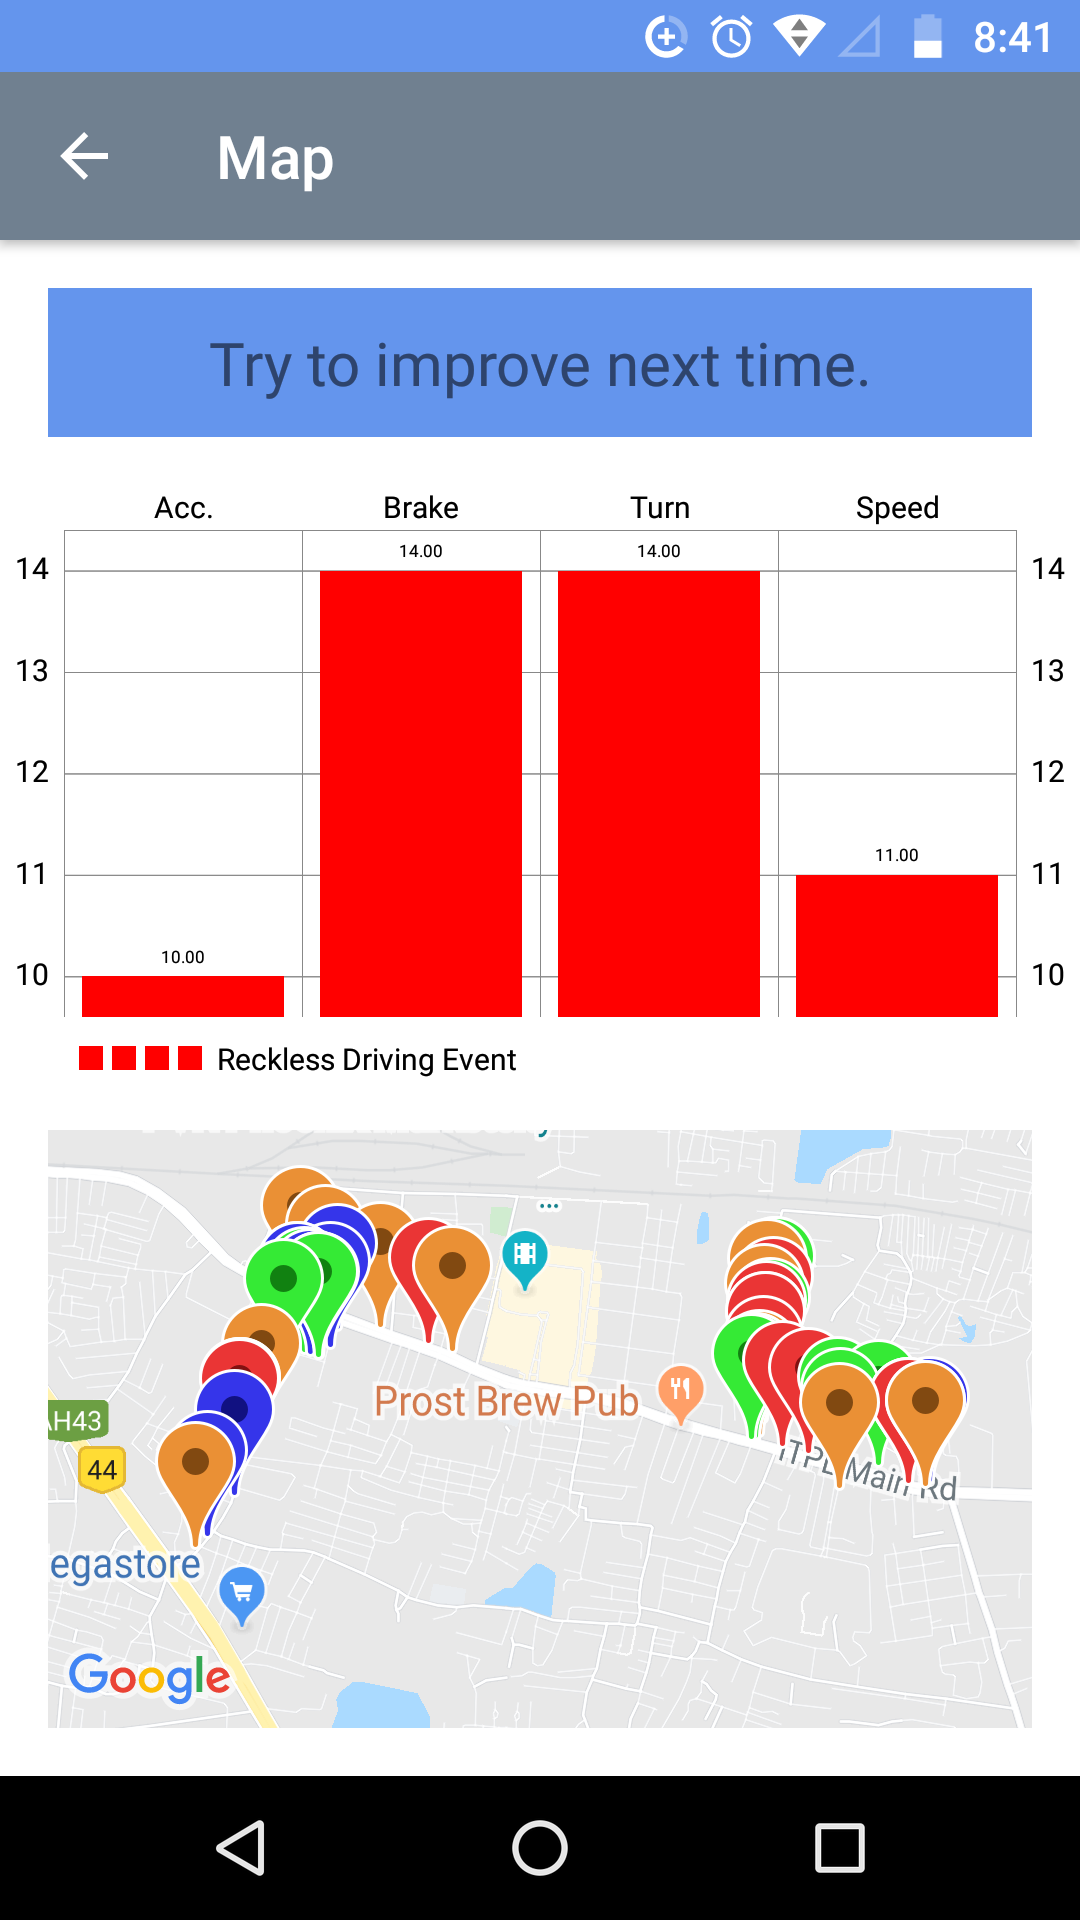 8:41
Map
Try to improve next time.
Acc. Brake Turn Speed
14.00 14.00
14 14
13 13
12 12
11.00
11 11
10.00
10 10
Reckless Driving Event
Prost Brew Pub
AH43
44
ITPL Main Rd
egastore
Google